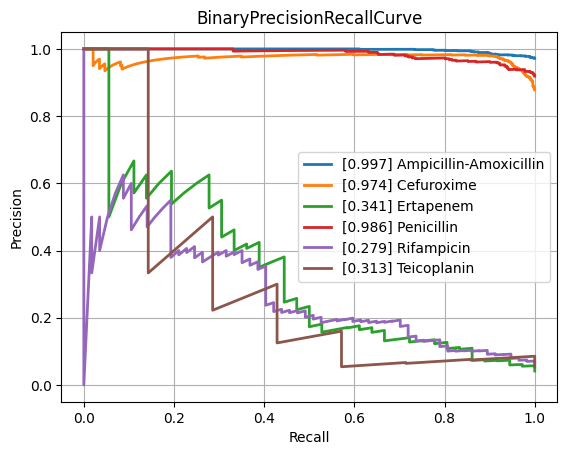 BinaryPrecisionRecallCurve
Precision
1.0
0.8
0.6
0.4
0.2
0.0
[0.997] Ampicillin-Amoxicillin
[0.974] Cefuroxime
[0.341] Ertapenem
[0.986] Penicillin
[0.279] Rifampicin
[0.313] Teicoplanin
0.0 0.2 0.4 0.6 0.8 1.0
Recall